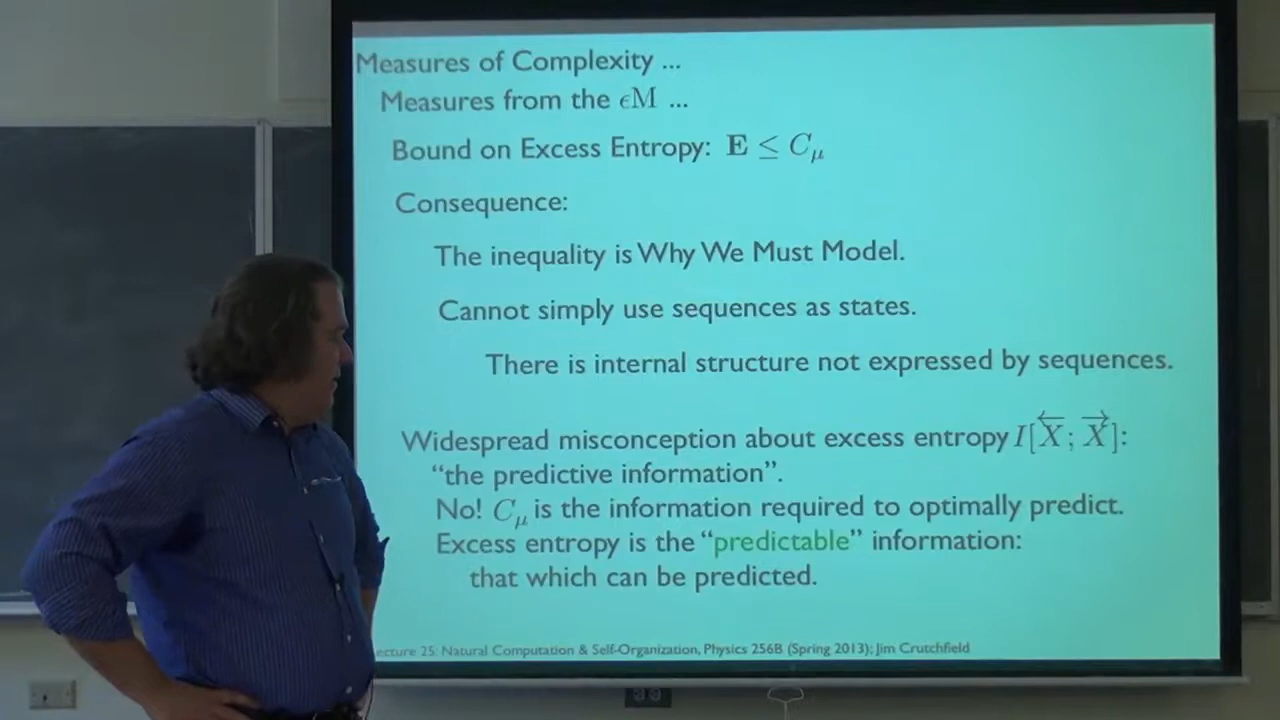 Measures of Complexity ...
Measures from the ϵM ...
Bound on Excess Entropy: E ≤ Cμ
Consequence:
The inequality is Why We Must Model.
Cannot simply use sequences as states.
There is internal structure not expressed by sequences.
Widespread misconception about excess entropy I[←X ; →X]:
“the predictive information”.
No! Cμ is the information required to optimally predict.
Excess entropy is the “predictable” information:
that which can be predicted.
ecture 25: Natural Computation & Self-Organization, Physics 256B (Spring 2013); Jim Crutchfield